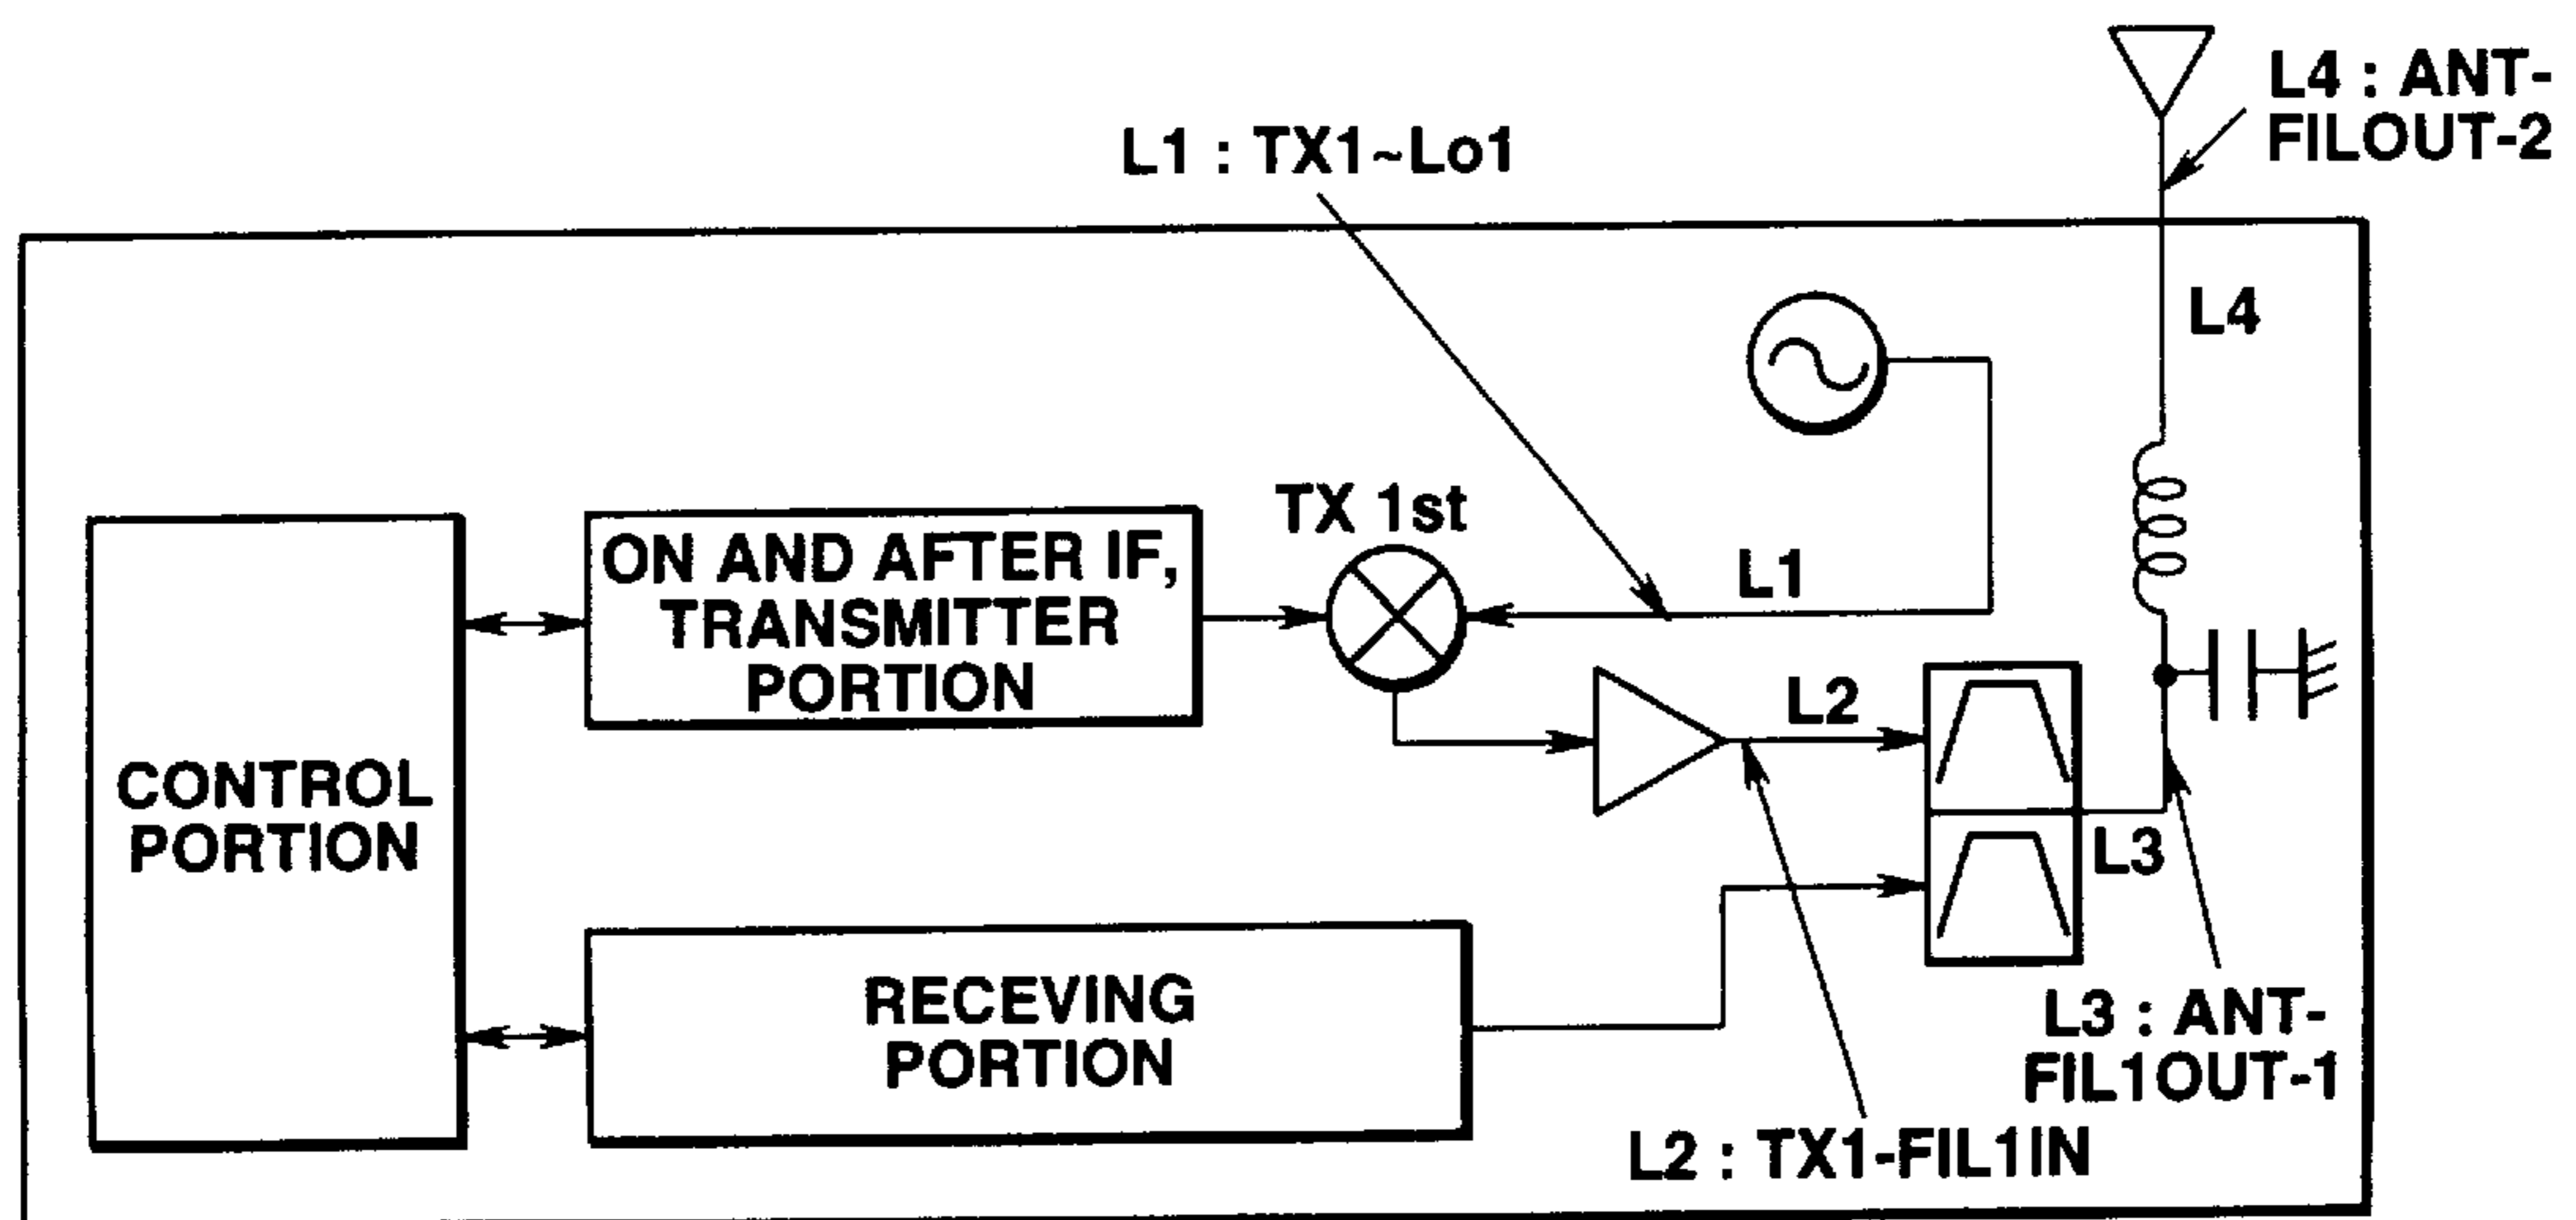 L4 : ANT-
FILOUT-2
L1 : TX1~Lo1
L4
TX 1st
ON AND AFTER IF,
TRANSMITTER
PORTION
L1
L2
CONTROL
PORTION
L3
RECEVING
PORTION
L3 : ANT-
FIL1OUT-1
L2 : TX1-FIL1IN